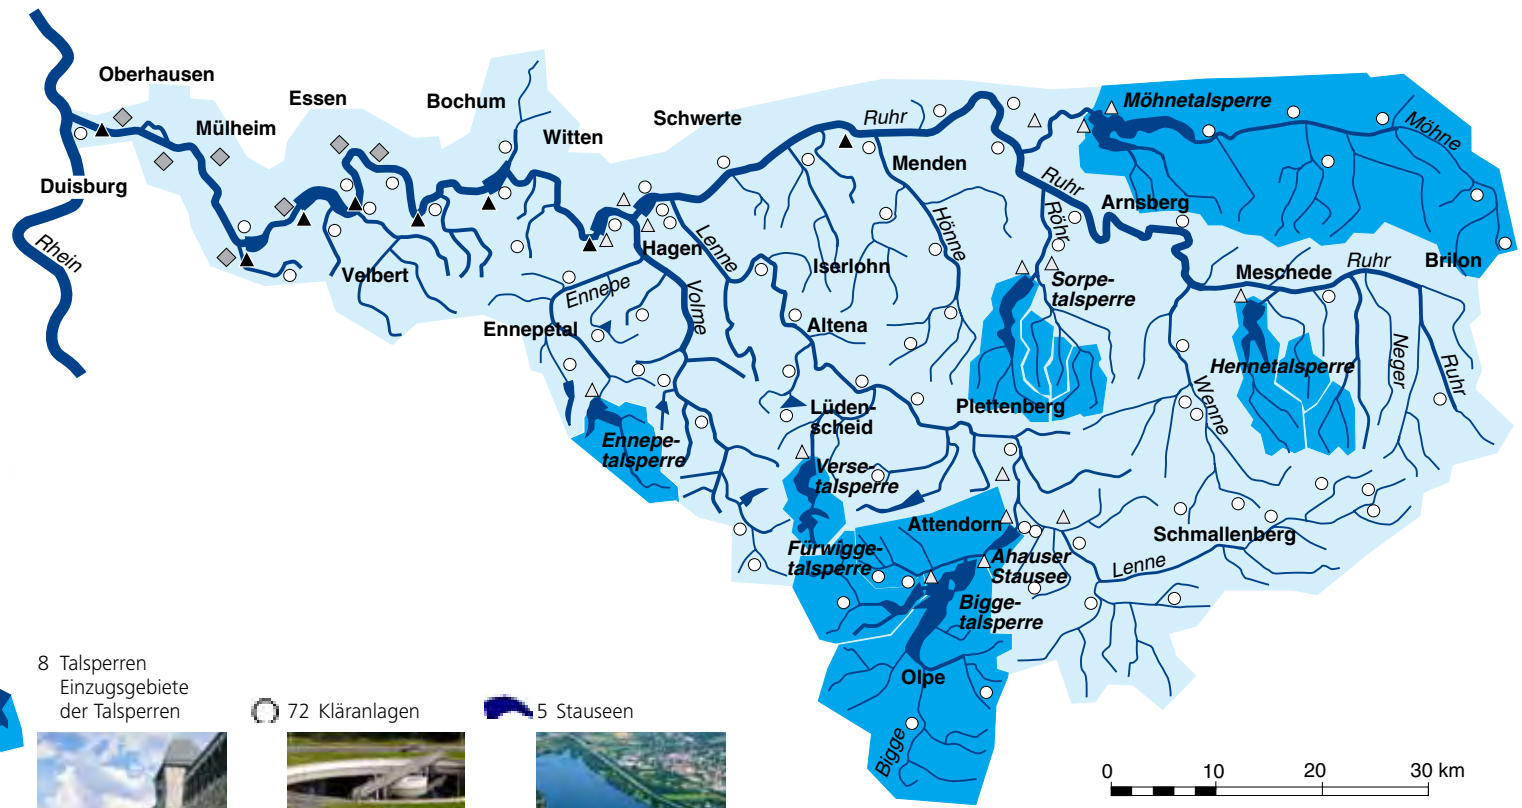 Oberhausen
Essen
Bochum
Mülheim
Witten
Schwerte
Ruhr
Möhnetalsperre
Möhne
Duisburg
Menden
Ruhr
Arnsberg
Rhein
Velbert
Hagen
Lenne
Iserlohn
Hönne
Röhr
Sorpe-
talsperre
Meschede
Ruhr
Brilon
Ennepe
Volme
Ennepetal
Altena
Hennetalsperre
Neger
Ruhr
Wenne
Plettenberg
Lüden-
scheid
Ennepe-
talsperre
Verse-
talsperre
Attendorn
Schmallenberg
Fürwigge-
talsperre
Ahauser
Stausee
Lenne
Bigge-
talsperre
Olpe
Bigge
8 Talsperren
Einzugsgebiete
der Talsperren
72 Kläranlagen
5 Stauseen
0 10 20 30 km